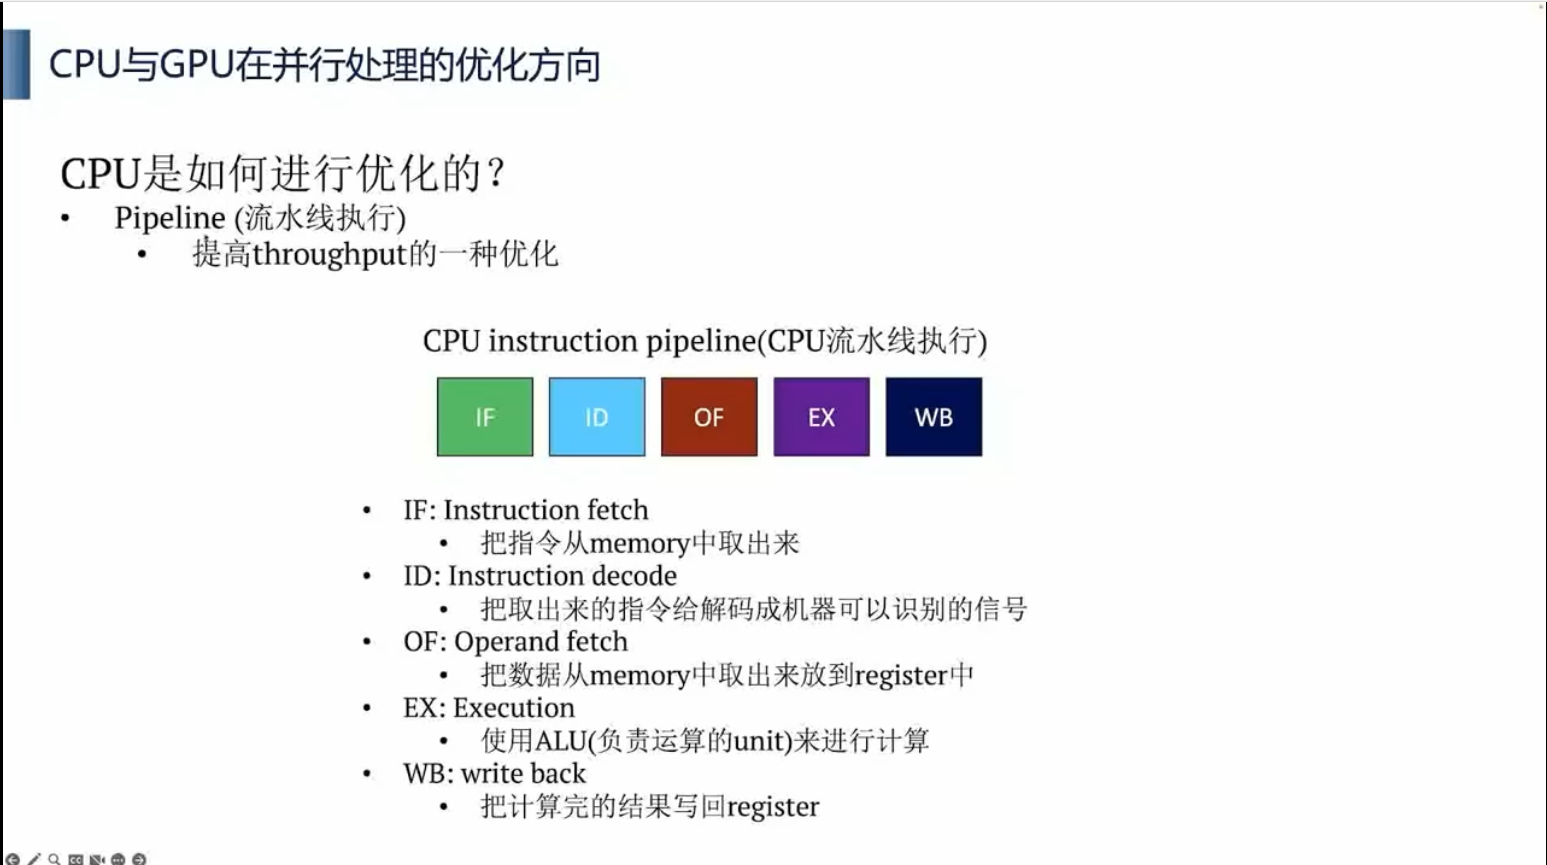 CPU与GPU在并行处理的优化方向
CPU是如何进行优化的?
• Pipeline (流水线执行)
• 提高throughput的一种优化
CPU instruction pipeline(CPU流水线执行)
IF ID OF EX WB
• IF: Instruction fetch
• 把指令从memory中取出来
• ID: Instruction decode
• 把取出来的指令给解码成机器可以识别的信号
• OF: Operand fetch
• 把数据从memory中取出来放到register中
• EX: Execution
• 使用ALU(负责运算的unit)来进行计算
• WB: write back
• 把计算完的结果写回register